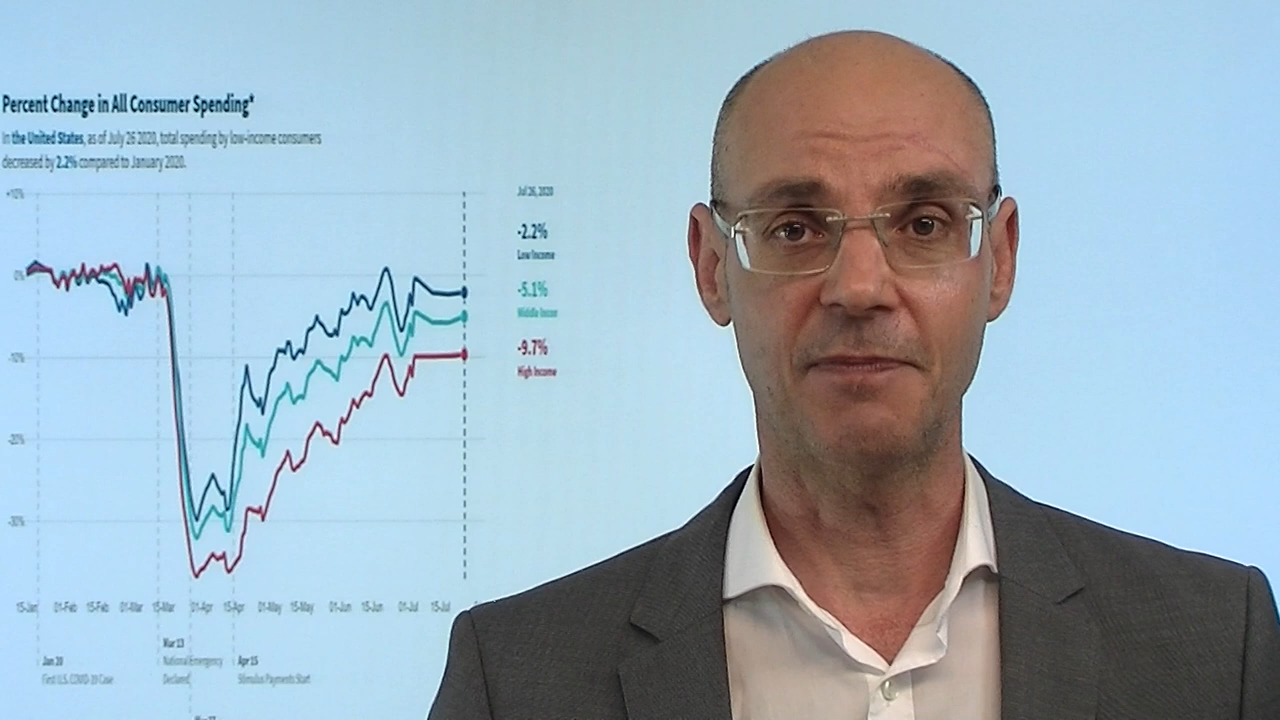 Percent Change in All Consumer Spending*
In the United States, as of July 26 2020, total spending by low-income consumers
decreased by 2.2% compared to January 2020.
+10%
0%
-10%
-20%
-30%
Jul 26, 2020
-2.2%
Low Income
-5.1%
Middle Incom
-9.7%
High Income
15-Jan 01-Feb 15-Feb 01-Mar 15-Mar 01-Apr 15-Apr 01-May 15-May 01-Jun 15-Jun 01-Jul 15-Jul
Mar 13
National Emergency
Declared
Jan 20
First U.S. COVID-19 Case
Apr 15
Stimulus Payments Start